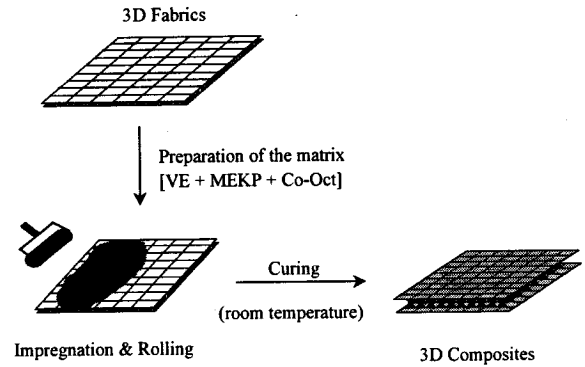 3D Fabrics
Preparation of the matrix
[VE + MEKP + Co-Oct]
Curing
(room temperature)
Impregnation & Rolling
3D Composites